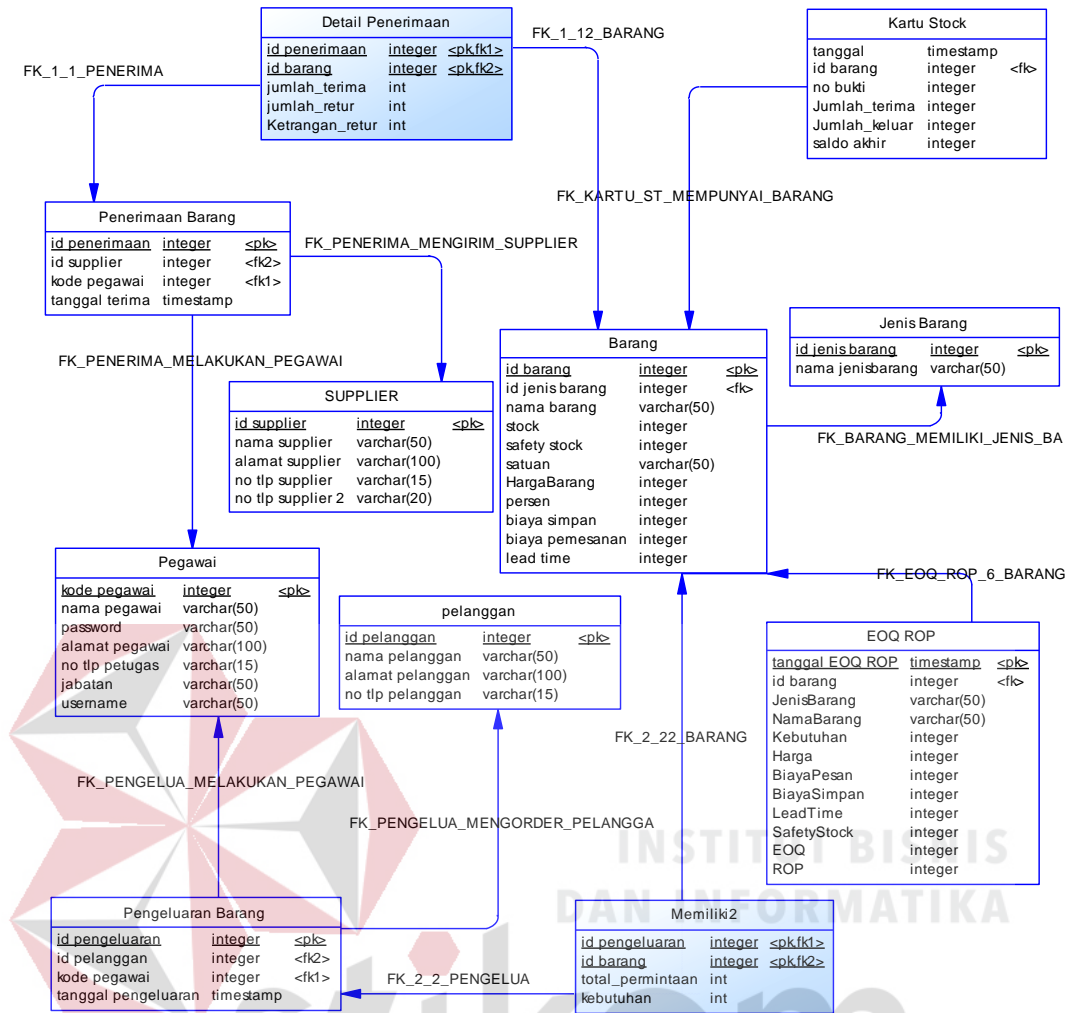 Detail Penerimaan
id penerimaan integer <pk,fk1>
id barang integer <pk,fk2>
jumlah_terima int
jumlah_retur int
Ketrangan_retur int
FK_1_12_BARANG
Kartu Stock
tanggal timestamp
id barang integer <fk>
no bukti integer
Jumlah_terima integer
Jumlah_keluar integer
saldo akhir integer
FK_1_1_PENERIMA
FK_KARTU_ST_MEMPUNYAI_BARANG
Penerimaan Barang
id penerimaan integer <pk>
id supplier integer <fk2>
kode pegawai integer <fk1>
tanggal terima timestamp
FK_PENERIMA_MENGIRIM_SUPPLIER
FK_PENERIMA_MELAKUKAN_PEGAWAI
Jenis Barang
id jenis barang integer <pk>
nama jenisbarang varchar(50)
Barang
id barang integer <pk>
id jenis barang integer <fk>
nama barang varchar(50)
stock integer
safety stock integer
satuan varchar(50)
HargaBarang integer
persen integer
biaya simpan integer
biaya pemesanan integer
lead time integer
FK_BARANG_MEMILIKI_JENIS_BA
SUPPLIER
id supplier integer <pk>
nama supplier varchar(50)
alamat supplier varchar(100)
no tlp supplier varchar(15)
no tlp supplier 2 varchar(20)
Pegawai
kode pegawai integer <pk>
nama pegawai varchar(50)
password varchar(50)
alamat pegawai varchar(100)
no tlp petugas varchar(15)
jabatan varchar(50)
username varchar(50)
pelanggan
id pelanggan integer <pk>
nama pelanggan varchar(50)
alamat pelanggan varchar(100)
no tlp pelanggan varchar(15)
FK_EOQ_ROP_6_BARANG
EOQ ROP
tanggal EOQ ROP timestamp <pk>
id barang integer <fk>
JenisBarang varchar(50)
NamaBarang varchar(50)
Kebutuhan integer
Harga integer
BiayaPesan integer
BiayaSimpan integer
LeadTime integer
SafetyStock integer
EOQ integer
ROP integer
FK_2_22_BARANG
FK_PENGELUA_MELAKUKAN_PEGAWAI
FK_PENGELUA_MENGORDER_PELANGGA
INSTITUT BISNIS
DAN INFORMATIKA
Pengeluaran Barang
id pengeluaran integer <pk>
id pelanggan integer <fk2>
kode pegawai integer <fk1>
tanggal pengeluaran timestamp
FK_2_2_PENGELUA
Memiliki2
id pengeluaran integer <pk,fk1>
id barang integer <pk,fk2>
total_permintaan int
kebutuhan int